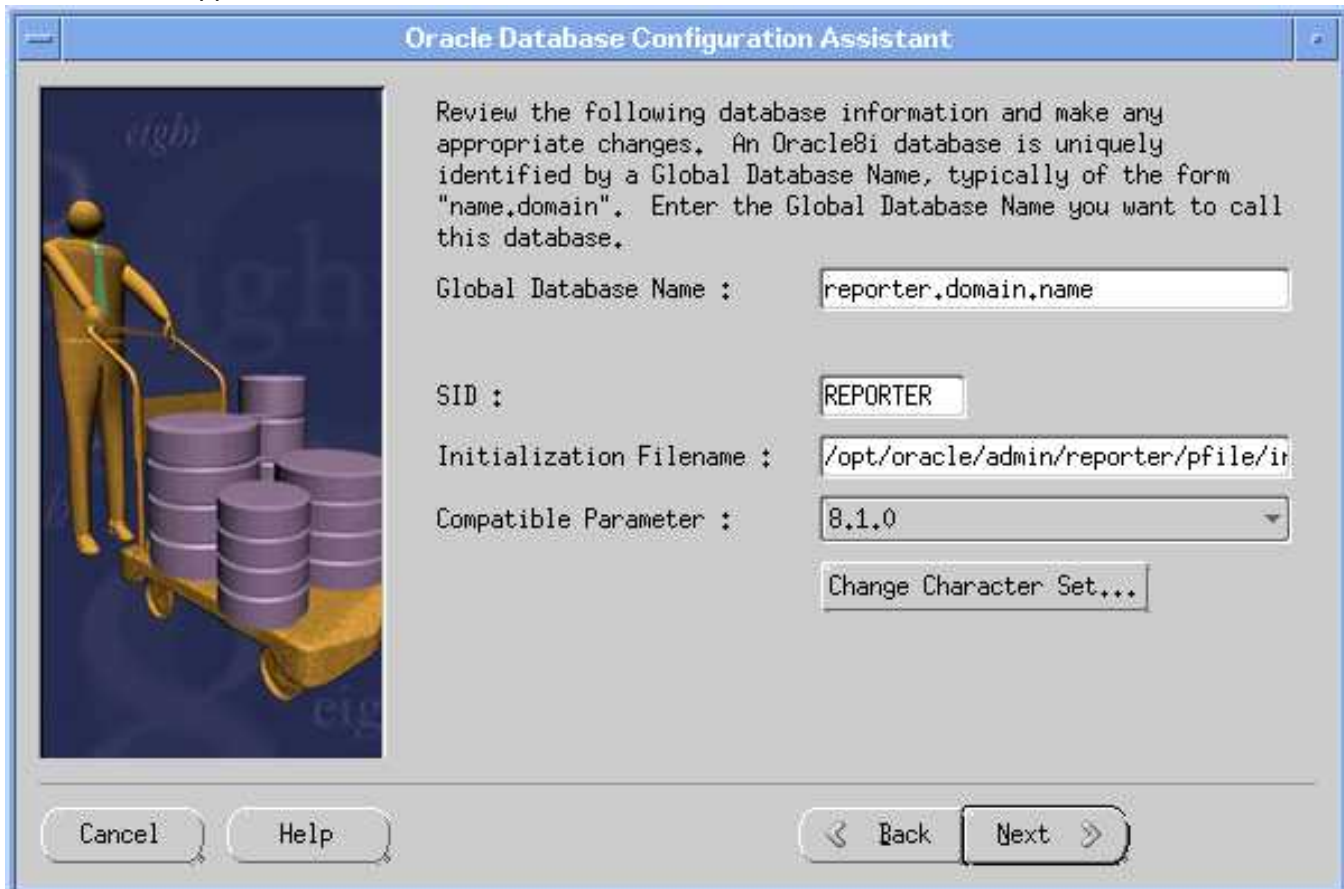 Oracle Database Configuration Assistant
eight
Review the following database information and make any
appropriate changes. An Oracle8i database is uniquely
identified by a Global Database Name, typically of the form
"name.domain". Enter the Global Database Name you want to call
this database.
Global Database Name : reporter.domain.name
SID : REPORTER
Initialization Filename : /opt/oracle/admin/reporter/pfile/
Compatible Parameter : 8.1.0
Change Character Set...
eig
Cancel Help Back Next